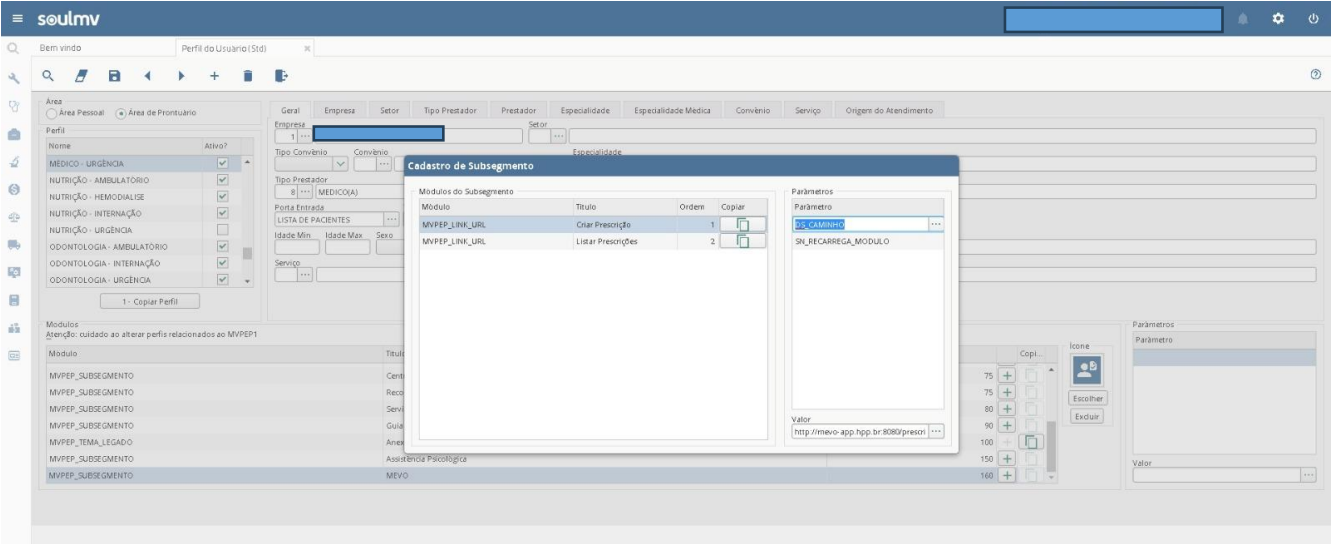 soulmv
Bem vindo
Perfil do Usuário (Std)
Área
Área Pessoal
Área de Prontuário
Perfil
Nome Ativo?
MEDICO - URGÊNCIA
NUTRIÇÃO - AMBULATÓRIO
NUTRIÇÃO - HEMODIALISE
NUTRIÇÃO - INTERNAÇÃO
NUTRIÇÃO - URGÊNCIA
ODONTOLOGIA - AMBULATÓRIO
ODONTOLOGIA - INTERNAÇÃO
ODONTOLOGIA - URGÊNCIA
1 - Copiar Perfil
Geral Empresa Setor Tipo Prestador Prestador Especialidade Especialidade Médica Convênio Serviço Origem do Atendimento
Empresa Setor
1 ...
Tipo Convênio Convênio Especialidade
Tipo Prestador
8 ... MEDICO(A)
Porta Entrada
LISTA DE PACIENTES ...
Idade Min Idade Max Sexo
Serviço
Cadastro de Subsegmento
Módulos do Subsegmento
Módulo Título Ordem Copiar
MVPEP_LINK_URL Criar Prescrição 1
MVPEP_LINK_URL Listar Prescrições 2
Parâmetros
Parâmetro
DS_CAMINHO ...
SN_RECARREGA_MODULO
Valor
http://mevo-app.hpp.br:8080/prescri ...
Modulos
Atenção: cuidado ao alterar perfis relacionados ao MVPEP1
Modulo Título Copi...
MVPEP_SUBSEGMENTO Cent 75
MVPEP_SUBSEGMENTO Reco 75
MVPEP_SUBSEGMENTO Servi 80
MVPEP_SUBSEGMENTO Guia 90
MVPEP_TEMA_LEGADO Anex 100
MVPEP_SUBSEGMENTO Assistência Psicológica 150
MVPEP_SUBSEGMENTO MEVO 160
Ícone
Escolher
Excluir
Parâmetros
Parâmetro
Valor
...